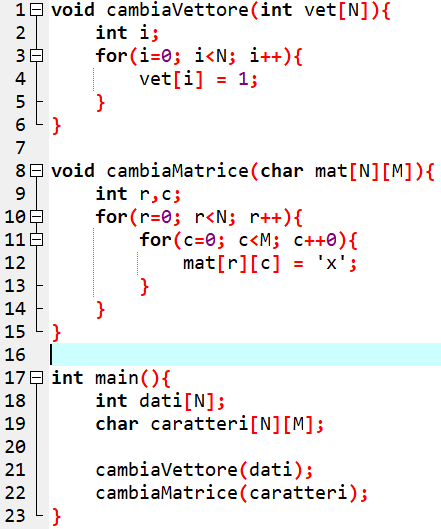 1 void cambiaVettore(int vet[N]){
2     int i;
3     for(i=0; i<N; i++){
4         vet[i] = 1;
5     }
6 }
7
8 void cambiaMatrice(char mat[N][M]){
9     int r,c;
10     for(r=0; r<N; r++){
11         for(c=0; c<M; c++0){
12             mat[r][c] = 'x';
13         }
14     }
15 }
16
17 int main(){
18     int dati[N];
19     char caratteri[N][M];
20
21     cambiaVettore(dati);
22     cambiaMatrice(caratteri);
23 }